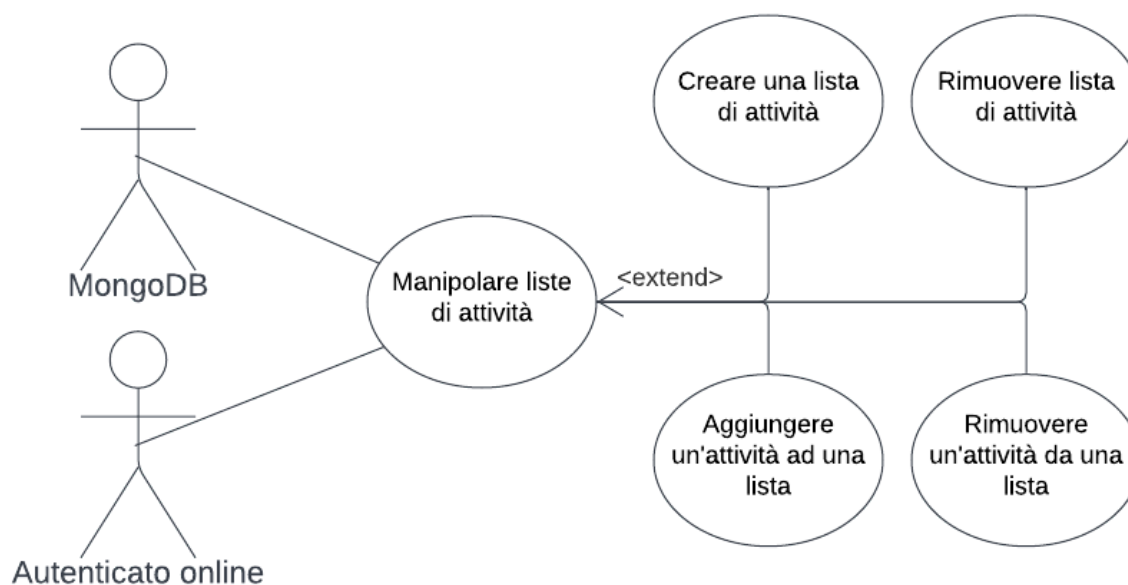 Creare una lista
di attività
Rimuovere lista
di attività
MongoDB
Manipolare liste
di attività
<extend>
Autenticato online
Aggiungere
un'attività ad una
lista
Rimuovere
un'attività da una
lista